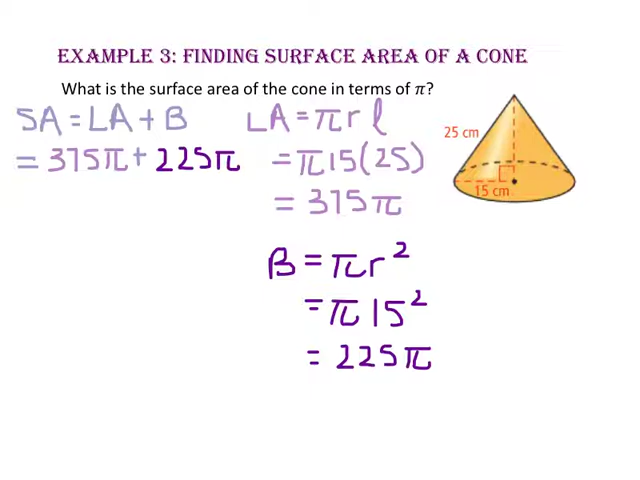 EXAMPLE 3: FINDING SURFACE AREA OF A CONE
What is the surface area of the cone in terms of π?
SA = LA + B
= 375π + 225π
LA = πrl
= π15(25)
= 375π
B = πr²
= π15²
= 225π
25 cm
15 cm